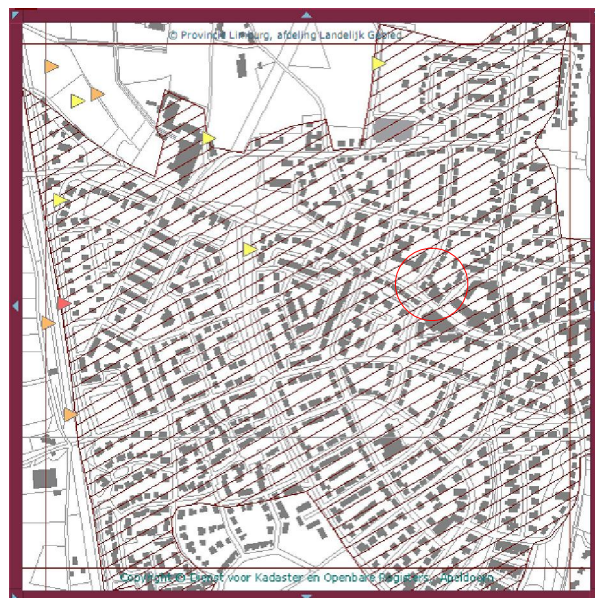 © Provincie Limburg, afdeling Landelijk Gebied
Copyright © Dienst voor Kadaster en Openbare Registers - Apeldoorn